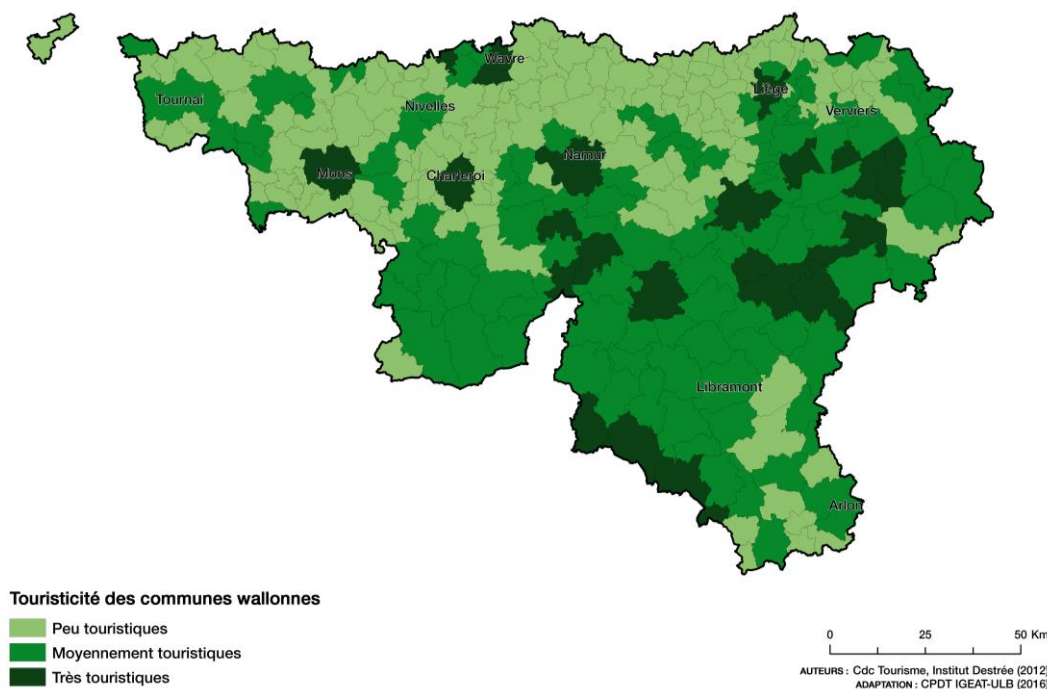 Wavre
Liège
Tournai
Nivelles
Verviers
Namur
Mons
Charleroi
Libramont
Arlon
Touristicité des communes wallonnes
Peu touristiques
Moyennement touristiques
Très touristiques
0 25 50 Km
AUTEURS : Cdc Tourisme, Institut Destrée (2012)
ADAPTATION : CPDT IGEAT-ULB (2016)